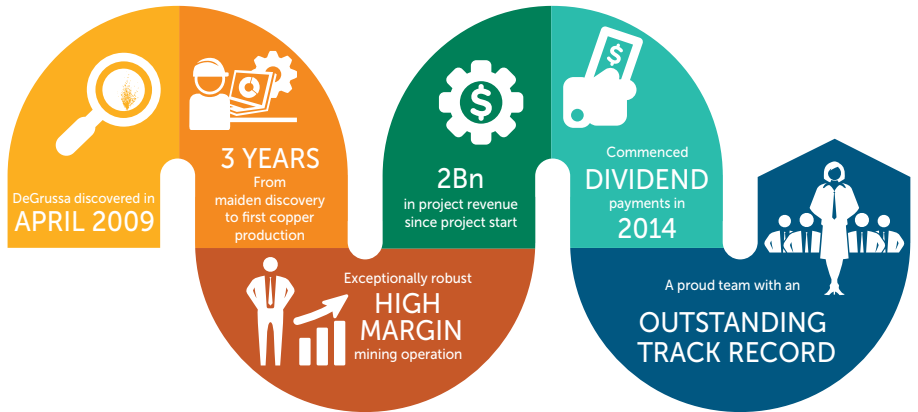 DeGrussa discovered in
APRIL 2009
3 YEARS
From
maiden discovery
to first copper
production
Exceptionally robust
HIGH
MARGIN
mining operation
$
2Bn
in project revenue
since project start
$
Commenced
DIVIDEND
payments in
2014
A proud team with an
OUTSTANDING
TRACK RECORD